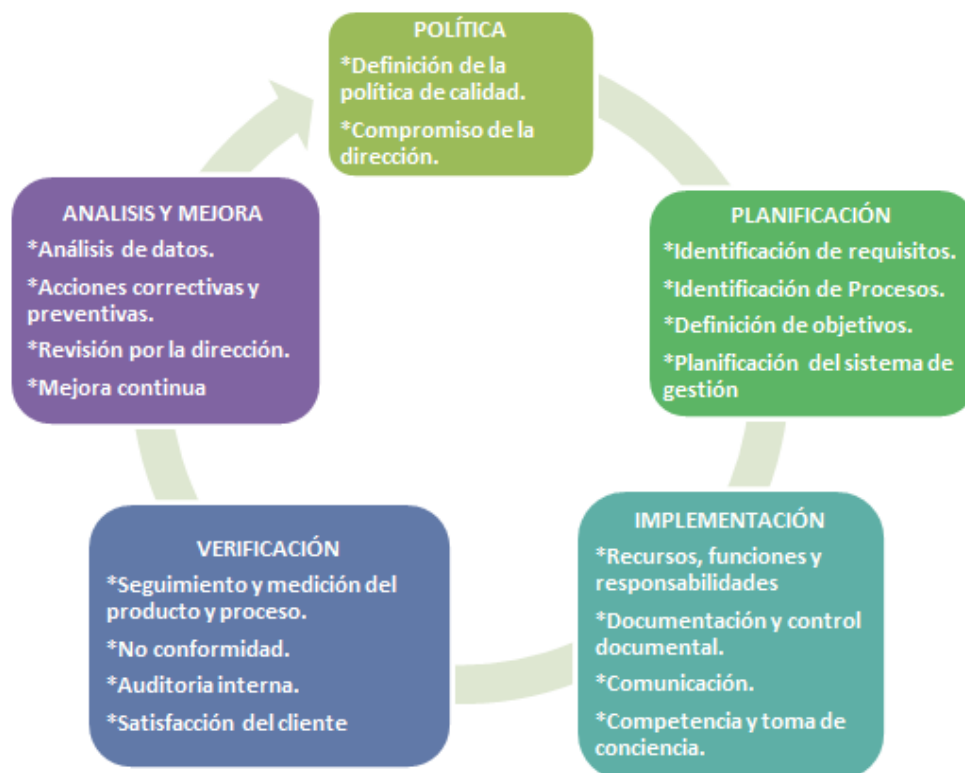 POLÍTICA
*Definición de la
política de calidad.
*Compromiso de la
dirección.
PLANIFICACIÓN
*Identificación de requisitos.
*Identificación de Procesos.
*Definición de objetivos.
*Planificación del sistema de
gestión
IMPLEMENTACIÓN
*Recursos, funciones y
responsabilidades
*Documentación y control
documental.
*Comunicación.
*Competencia y toma de
conciencia.
VERIFICACIÓN
*Seguimiento y medición del
producto y proceso.
*No conformidad.
*Auditoria interna.
*Satisfacción del cliente
ANALISIS Y MEJORA
*Análisis de datos.
*Acciones correctivas y
preventivas.
*Revisión por la dirección.
*Mejora continua